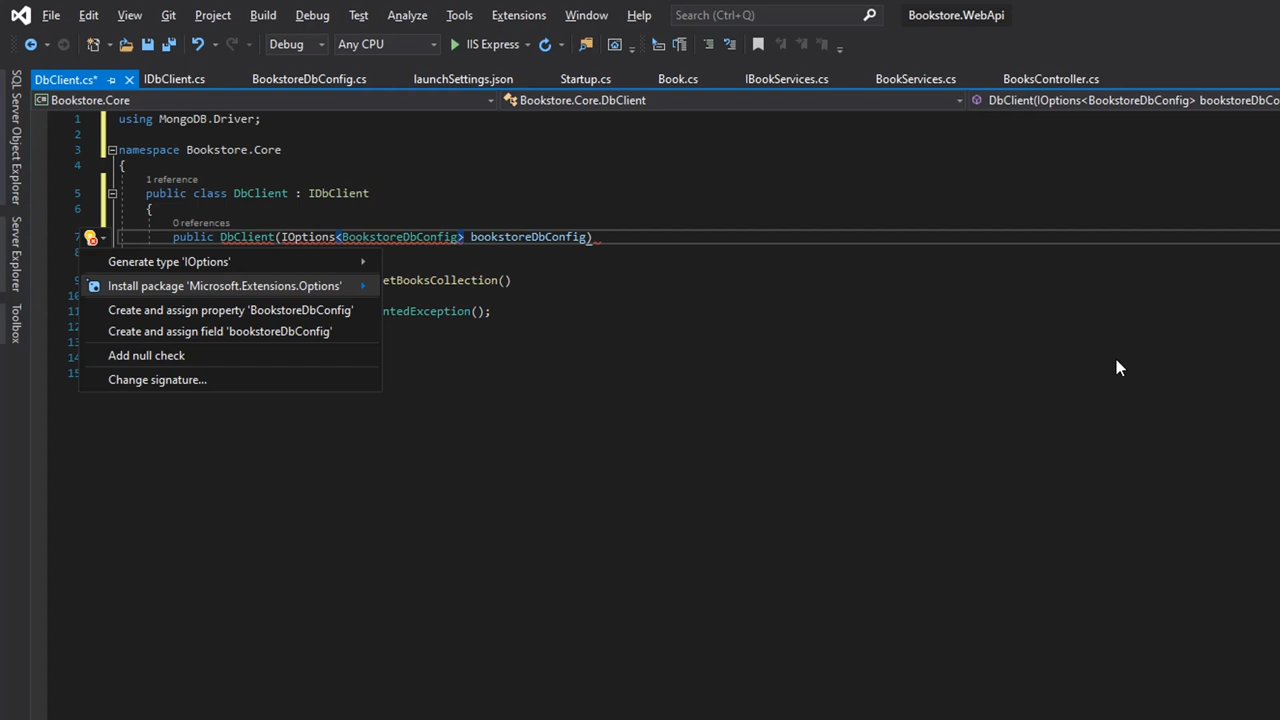 File Edit View Git Project Build Debug Test Analyze Tools Extensions Window Help Search (Ctrl+Q) Bookstore.WebApi
Debug Any CPU IIS Express
DbClient.cs* IDbClient.cs BookstoreDbConfig.cs launchSettings.json Startup.cs Book.cs IBookServices.cs BookServices.cs BooksController.cs
Bookstore.Core Bookstore.Core.DbClient DbClient(IOptions<BookstoreDbConfig> bookstoreDbCo
SQL Server Object Explorer
Server Explorer
Toolbox
1 using MongoDB.Driver;
2
3 namespace Bookstore.Core
4 {
1 reference
5 public class DbClient : IDbClient
6 {
0 references
7 public DbClient(IOptions<BookstoreDbConfig> bookstoreDbConfig)
Generate type 'IOptions'
etBooksCollection()
Install package 'Microsoft.Extensions.Options'
Create and assign property 'BookstoreDbConfig'
ntedException();
Create and assign field 'bookstoreDbConfig'
Add null check
Change signature...